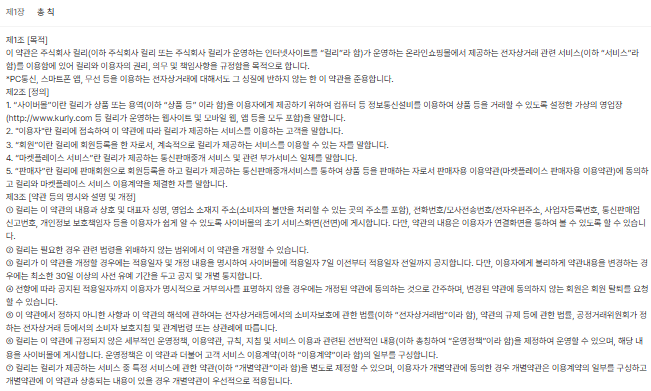 제1장 총 칙
제1조 [목적]
이 약관은 주식회사 컬리(이하 주식회사 컬리 또는 주식회사 컬리가 운영하는 인터넷사이트를 "컬리"라 함)가 운영하는 온라인쇼핑몰에서 제공하는 전자상거래 관련 서비스(이하 "서비스"라
함)를 이용함에 있어 컬리와 이용자의 권리, 의무 및 책임사항을 규정함을 목적으로 합니다.
*PC통신, 스마트폰 앱, 무선 등을 이용하는 전자상거래에 대해서도 그 성질에 반하지 않는 한 이 약관을 준용합니다.
제2조 [정의]
1. "사이버몰"이란 컬리가 상품 또는 용역(이하 "상품 등" 이라 함)을 이용자에게 제공하기 위하여 컴퓨터 등 정보통신설비를 이용하여 상품 등을 거래할 수 있도록 설정한 가상의 영업장
(http://www.kurly.com 등 컬리가 운영하는 웹사이트 및 모바일 웹, 앱 등을 모두 포함)을 말합니다.
2. "이용자"란 컬리에 접속하여 이 약관에 따라 컬리가 제공하는 서비스를 이용하는 고객을 말합니다.
3. "회원"이란 컬리에 회원등록을 한 자로서, 계속적으로 컬리가 제공하는 서비스를 이용할 수 있는 자를 말합니다.
4. "마켓플레이스 서비스"란 컬리가 제공하는 통신판매중개 서비스 및 관련 부가서비스 일체를 말합니다.
5. "판매자"란 컬리에 판매회원으로 회원등록을 하고 컬리가 제공하는 통신판매중개서비스를 통하여 상품 등을 판매하는 자로서 판매자용 이용약관(마켓플레이스 판매자용 이용약관)에 동의하
고 컬리와 마켓플레이스 서비스 이용계약을 체결한 자를 말합니다.
제3조 [약관 등의 명시와 설명 및 개정]
① 컬리는 이 약관의 내용과 상호 및 대표자 성명, 영업소 소재지 주소(소비자의 불만을 처리할 수 있는 곳의 주소를 포함), 전화번호/모사전송번호/전자우편주소, 사업자등록번호, 통신판매업
신고번호, 개인정보 보호책임자 등을 이용자가 쉽게 알 수 있도록 사이버몰의 초기 서비스화면(전면)에 게시합니다. 다만, 약관의 내용은 이용자가 연결화면을 통하여 볼 수 있도록 할 수 있습니
다.
② 컬리는 필요한 경우 관련 법령을 위배하지 않는 범위에서 이 약관을 개정할 수 있습니다.
③ 컬리가 이 약관을 개정할 경우에는 적용일자 및 개정 내용을 명시하여 사이버몰에 적용일자 7일 이전부터 적용일자 전일까지 공지합니다. 다만, 이용자에게 불리하게 약관내용을 변경하는 경
우에는 최소한 30일 이상의 사전 유예 기간을 두고 공지 및 개별 통지합니다.
④ 전항에 따라 공지된 적용일자까지 이용자가 명시적으로 거부의사를 표명하지 않을 경우에는 개정된 약관에 동의하는 것으로 간주하며, 변경된 약관에 동의하지 않는 회원은 회원 탈퇴를 요청
할 수 있습니다.
⑤ 이 약관에서 정하지 아니한 사항과 이 약관의 해석에 관하여는 전자상거래등에서의 소비자보호에 관한 법률(이하 "전자상거래법"이라 함), 약관의 규제 등에 관한 법률, 공정거래위원회가 정
하는 전자상거래 등에서의 소비자 보호지침 및 관계법령 또는 상관례에 따릅니다.
⑥ 컬리는 이 약관에 규정되지 않은 세부적인 운영정책, 이용약관, 규칙, 지침 및 서비스 이용과 관련된 선반적인 내용(이하 총칭하여 "운영정책"이라 함)을 제정하여 운영할 수 있으며, 해당 내
용을 사이버몰에 게시합니다. 운영정책은 이 약관과 더불어 고객 서비스 이용계약(이하 "이용계약"이라 함)의 일부를 구성합니다.
⑦ 컬리는 컬리가 제공하는 서비스 중 특정 서비스에 관한 약관(이하 "개별약관"이라 함)을 별도로 제정할 수 있으며, 이용자가 개별약관에 동의한 경우 개별약관은 이용계약의 일부를 구성하고
개별약관에 이 약관과 상충되는 내용이 있을 경우 개별약관이 우선적으로 적용됩니다.